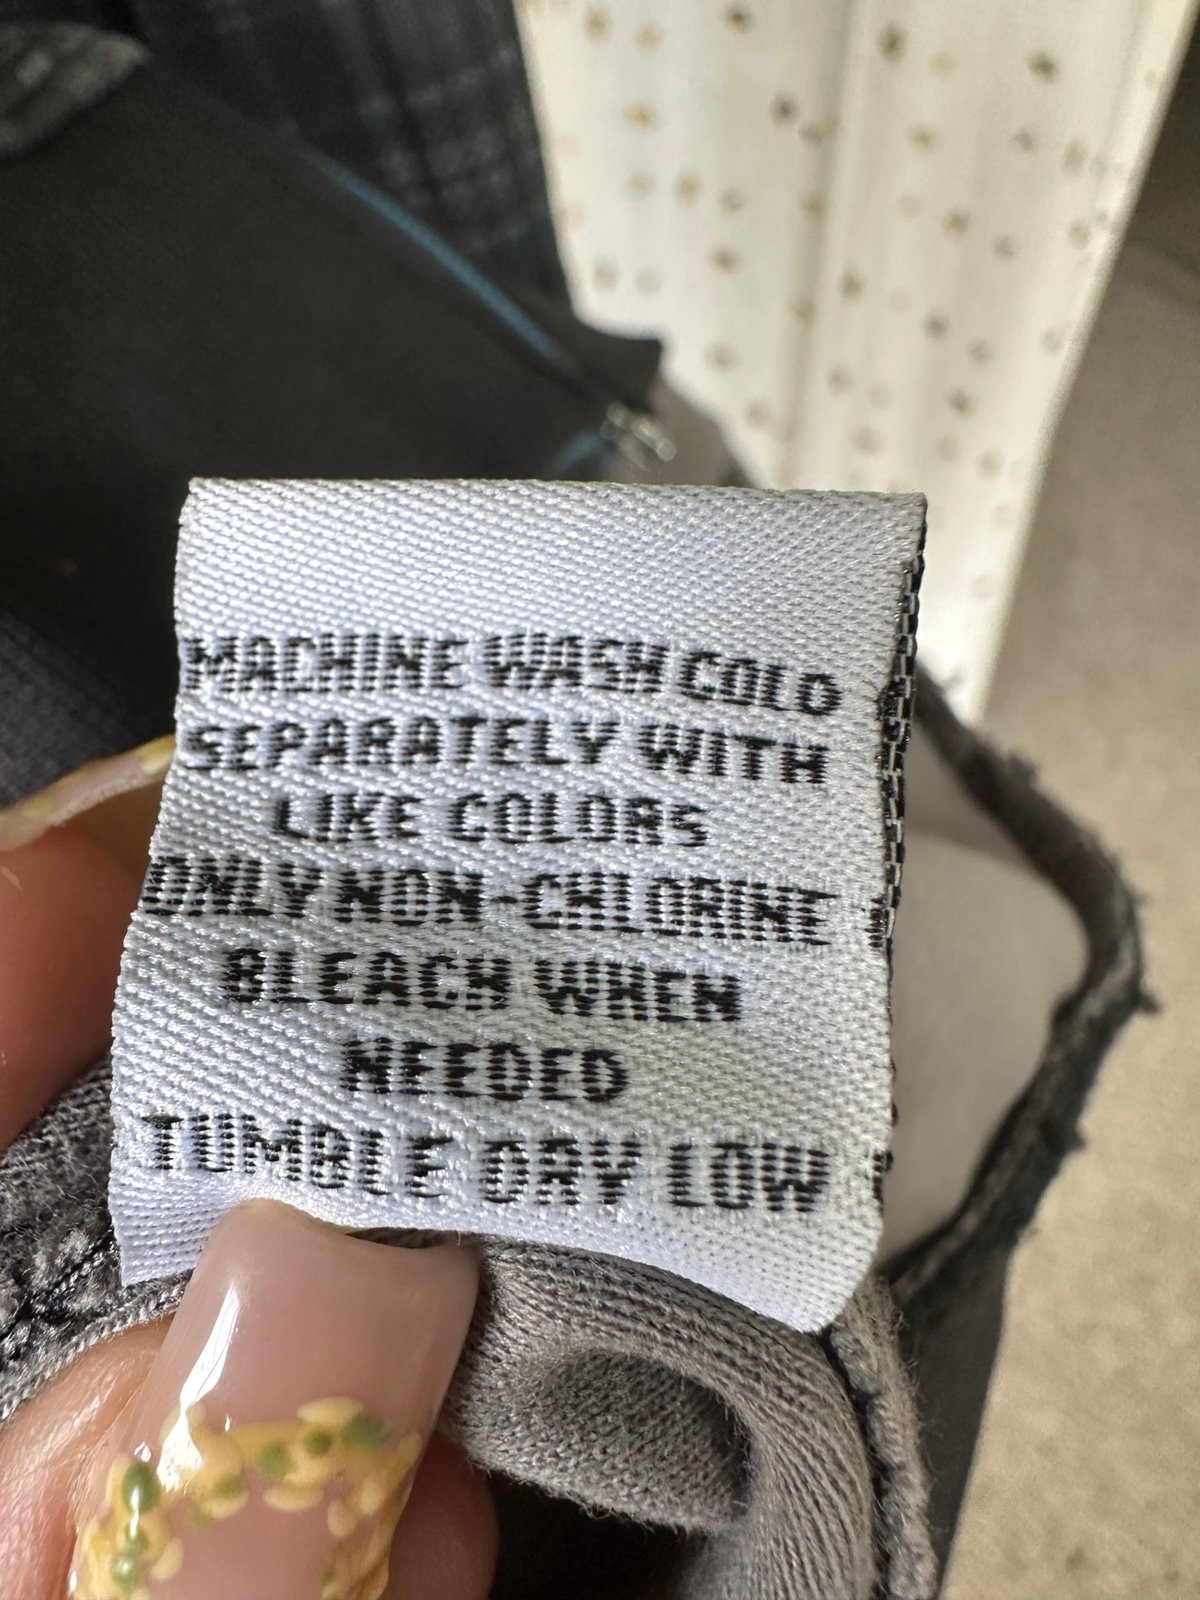 MACHINE WASH COLD
SEPARATELY WITH
LIKE COLORS
ONLY NON-CHLORINE
BLEACH WHEN
NEEDED
TUMBLE DRY LOW